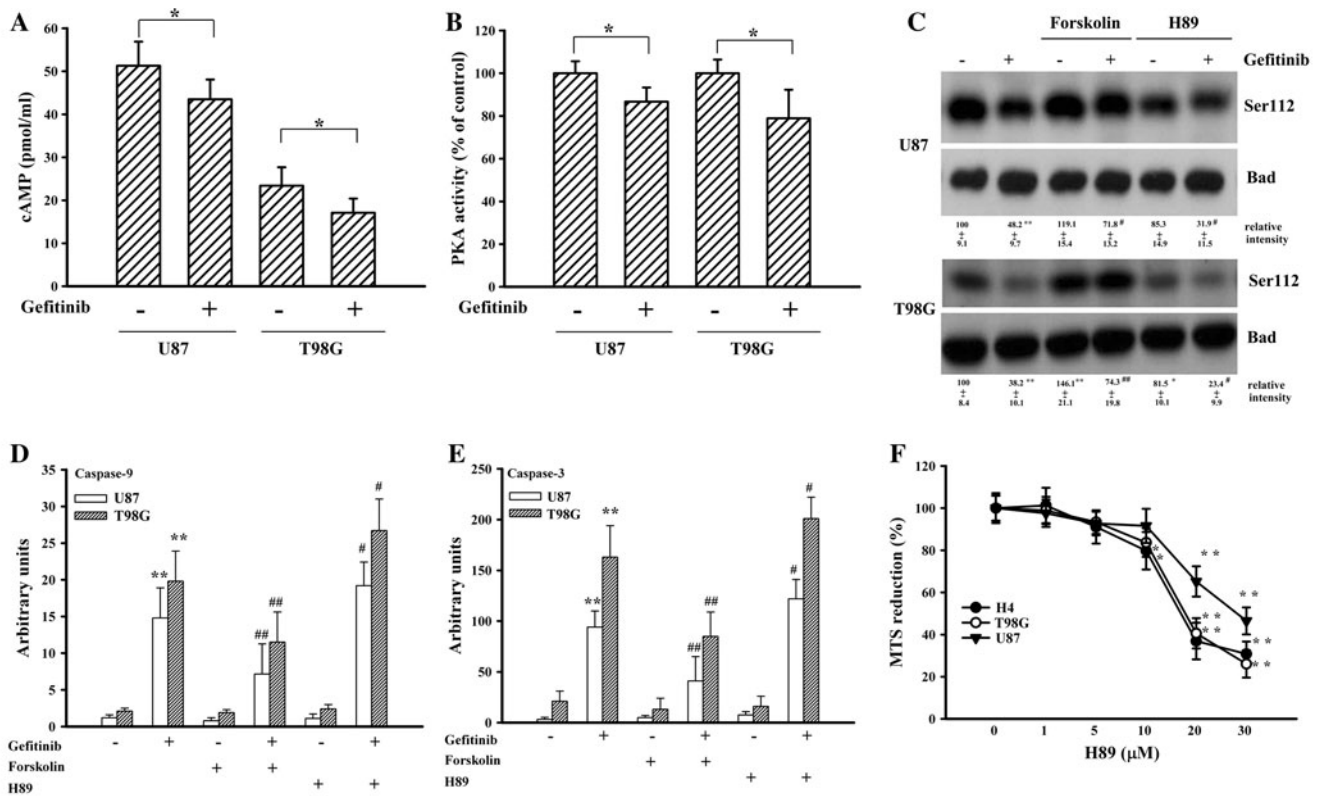 A
cAMP (pmol/ml)
60
50
40
30
20
10
0
*
*
Gefitinib - + - +
U87 T98G
B
PKA activity (% of control)
120
100
80
60
40
20
0
*
*
Gefitinib - + - +
U87 T98G
C
Forskolin H89
- + - + - + Gefitinib
U87
Ser112
Bad
100 48.2 ** 119.1 71.8 # 85.3 31.9 # relative
± ± ± ± ± ± intensity
9.1 9.7 15.4 13.2 14.9 11.5
T98G
Ser112
Bad
100 38.2 ** 146.1 ** 74.3 ## 81.5 * 23.4 # relative
± ± ± ± ± ± intensity
8.4 10.1 21.1 19.8 10.1 9.9
D
Arbitrary units
35
30
25
20
15
10
5
0
Caspase-9
U87
T98G
** ** ## ## # #
Gefitinib - + - + - +
Forskolin + +
H89 + +
E
Arbitrary units
250
200
150
100
50
0
Caspase-3
U87
T98G
** ** ## ## # #
Gefitinib - + - + - +
Forskolin + +
H89 + +
F
MTS reduction (%)
120
100
80
60
40
20
0
H4
T98G
U87
*
*
* *
* *
* *
* *
* *
* *
0 1 5 10 20 30
H89 (μM)